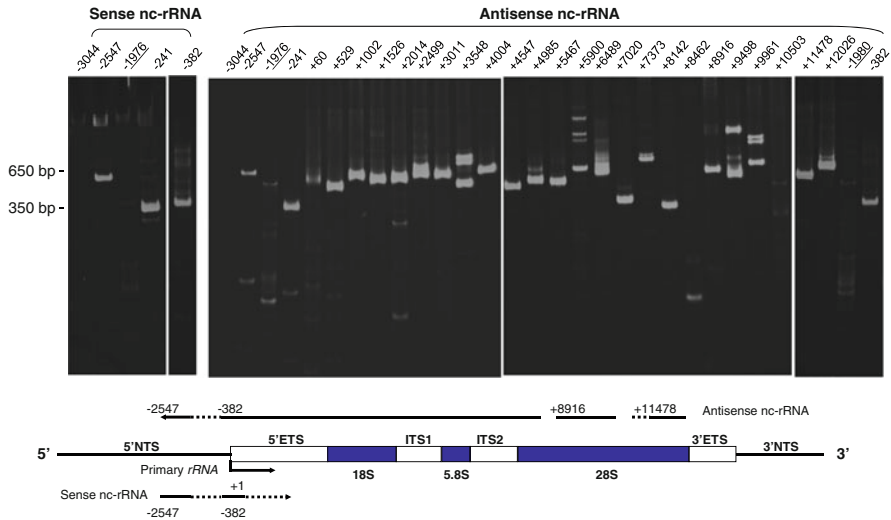 Sense nc-rRNA
Antisense nc-rRNA
-3044 -2547 -1976 -241 -382
-3044 -2547 -1976 -241 +60 +529 +1002 +1526 +2014 +2499 +3011 +3548 +4004 +4547 +4985 +5467 +5900 +6489 +7020 +7373 +8142 +8462 +8916 +9498 +9961 +10503 +11478 +12026 -1980 -382
650 bp -
350 bp -
-2547 -382 +8916 +11478 Antisense nc-rRNA
5' 5'NTS 5'ETS ITS1 ITS2 3'ETS 3'NTS 3'
Primary rRNA 18S 5.8S 28S
Sense nc-rRNA +1
-2547 -382